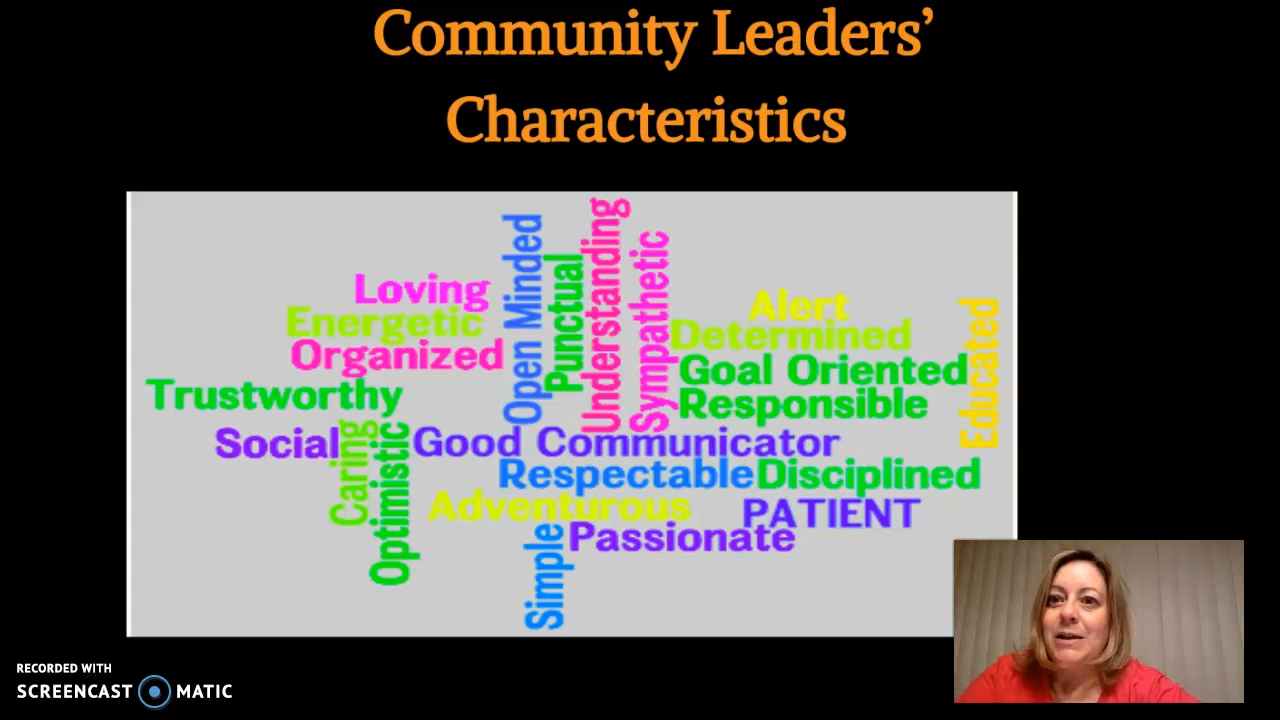 Community Leaders’
Characteristics
Loving
Energetic
Organized
Trustworthy
Social
Caring
Optimistic
Open Minded
Punctual
Understanding
Sympathetic
Alert
Determined
Goal Oriented
Responsible
Educated
Good Communicator
Respectable
Disciplined
Adventurous
PATIENT
Passionate
Simple
RECORDED WITH
SCREENCAST MATIC